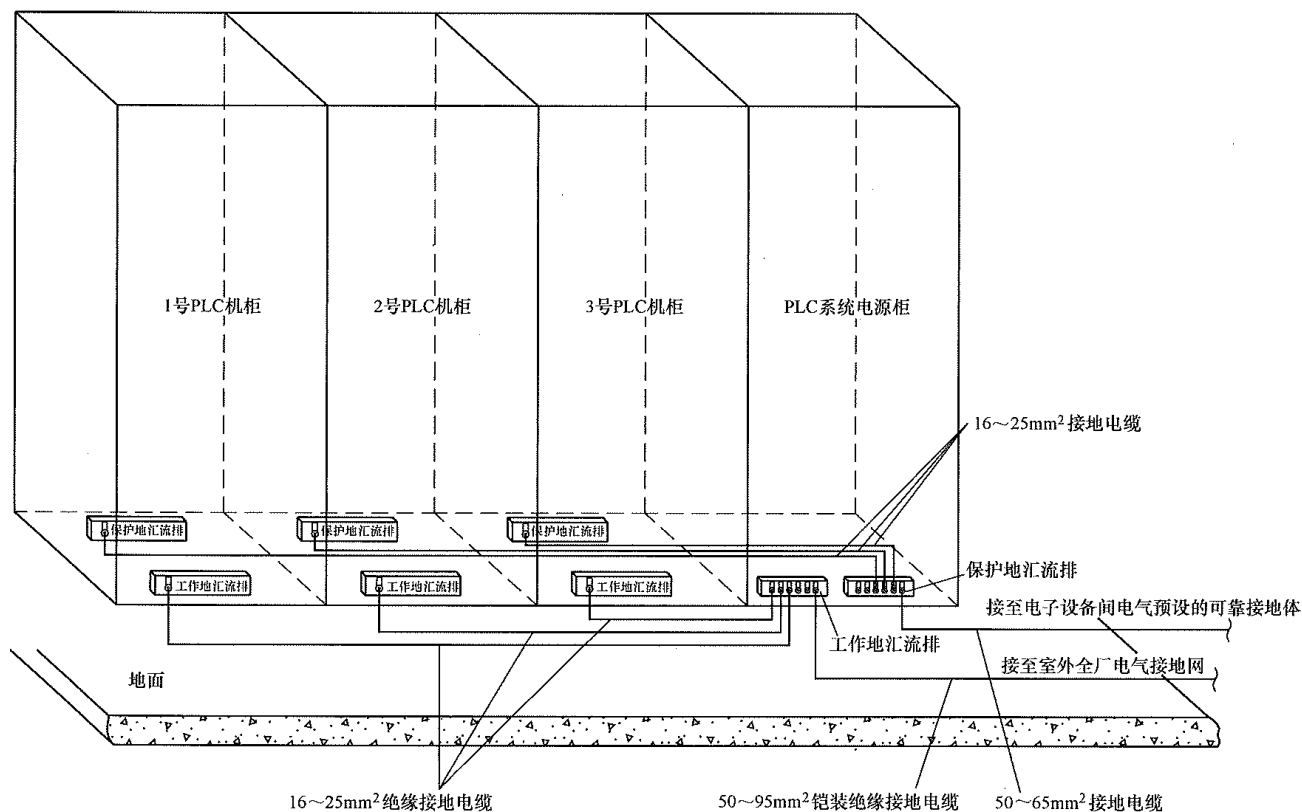 1号PLC机柜
2号PLC机柜
3号PLC机柜
PLC系统电源柜
16～25mm²接地电缆
保护地汇流排
保护地汇流排
保护地汇流排
保护地汇流排
工作地汇流排
工作地汇流排
工作地汇流排
接至电子设备间电气预设的可靠接地体
工作地汇流排
接至室外全厂电气接地网
地面
16～25mm²绝缘接地电缆
50～95mm²铠装绝缘接地电缆
50～65mm²接地电缆